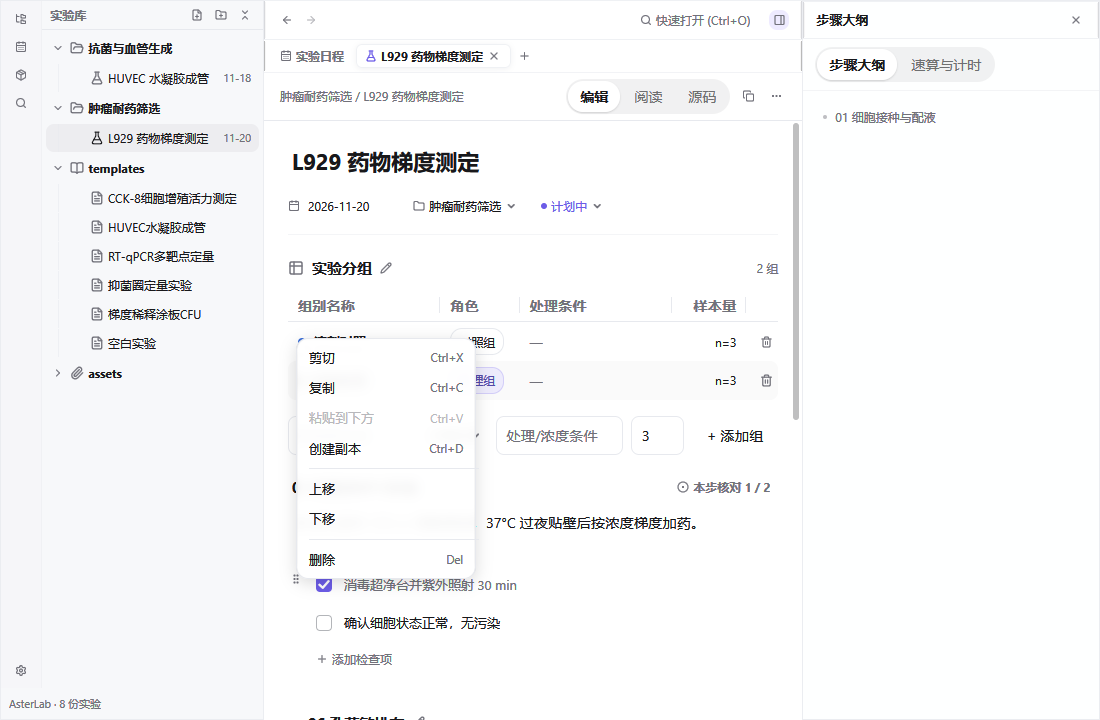 实验库
快速打开 (Ctrl+O)
步骤大纲
抗菌与血管生成
HUVEC 水凝胶成管 11-18
肿瘤耐药筛选
L929 药物梯度测定 11-20
templates
CCK-8细胞增殖活力测定
HUVEC水凝胶成管
RT-qPCR多靶点定量
抑菌圈定量实验
梯度稀释涂板CFU
空白实验
assets
AsterLab · 8 份实验
实验日程
L929 药物梯度测定
肿瘤耐药筛选 / L929 药物梯度测定
编辑 阅读 源码
L929 药物梯度测定
2026-11-20 肿瘤耐药筛选 计划中
实验分组 2 组
组别名称 角色 处理条件 样本量
照组 — n=3
理组 — n=3
处理/浓度条件 3 + 添加组
剪切 Ctrl+X
复制 Ctrl+C
粘贴到下方 Ctrl+V
创建副本 Ctrl+D
上移
下移
删除 Del
本步核对 1 / 2
37°C 过夜贴壁后按浓度梯度加药。
消毒超净台并紫外照射 30 min
确认细胞状态正常，无污染
+ 添加检查项
步骤大纲 速算与计时
01 细胞接种与配液